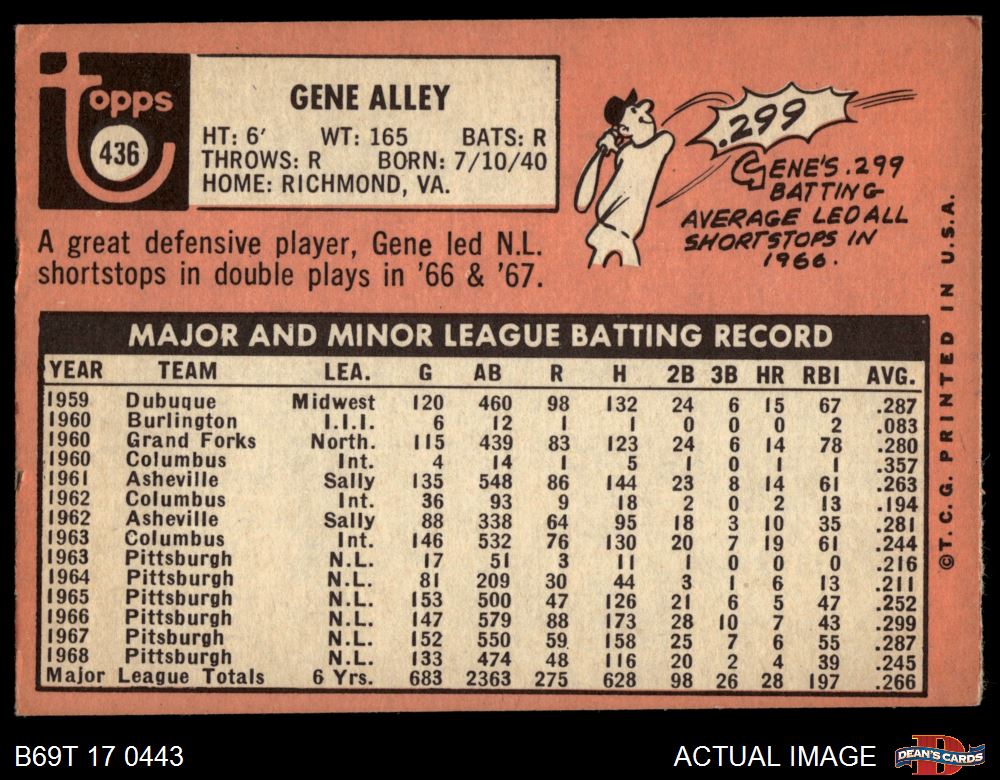 Topps
436
GENE ALLEY
HT: 6' WT: 165 BATS: R
THROWS: R BORN: 7/10/40
HOME: RICHMOND, VA.
.299
GENE'S .299
BATTING
AVERAGE LED ALL
SHORTSTOPS IN
1966.
A great defensive player, Gene led N.L.
shortstops in double plays in '66 & '67.
MAJOR AND MINOR LEAGUE BATTING RECORD
YEAR TEAM LEA. G AB R H 2B 3B HR RBI AVG.
1959 Dubuque Midwest 120 460 98 132 24 6 15 67 .287
1960 Burlington I.I.I. 6 12 1 1 0 0 0 2 .083
1960 Grand Forks North. 115 439 83 123 24 6 14 78 .280
1960 Columbus Int. 4 14 1 5 1 0 1 1 .357
1961 Asheville Sally 135 548 86 144 23 8 14 61 .263
1962 Columbus Int. 36 93 9 18 2 0 2 13 .194
1962 Asheville Sally 88 338 64 95 18 3 10 35 .281
1963 Columbus Int. 146 532 76 130 20 7 19 61 .244
1963 Pittsburgh N.L. 17 51 3 11 1 0 0 0 .216
1964 Pittsburgh N.L. 81 209 30 44 3 1 6 13 .211
1965 Pittsburgh N.L. 153 500 47 126 21 6 5 47 .252
1966 Pittsburgh N.L. 147 579 88 173 28 10 7 43 .299
1967 Pitsburgh N.L. 152 550 59 158 25 7 6 55 .287
1968 Pittsburgh N.L. 133 474 48 116 20 2 4 39 .245
Major League Totals 6 Yrs. 683 2363 275 628 98 26 28 197 .266
©T.C.G. PRINTED IN U.S.A.
B69T 17 0443
ACTUAL IMAGE
DEAN'S CARDS